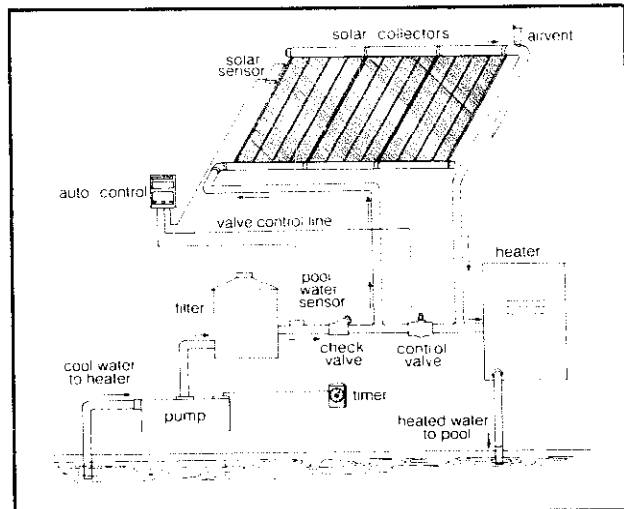 solar collectors
airvent
solar
sensor
auto control
valve control line
heater
pool
water
sensor
filter
check
valve
control
valve
cool water
to heater
pump
timer
heated water
to pool